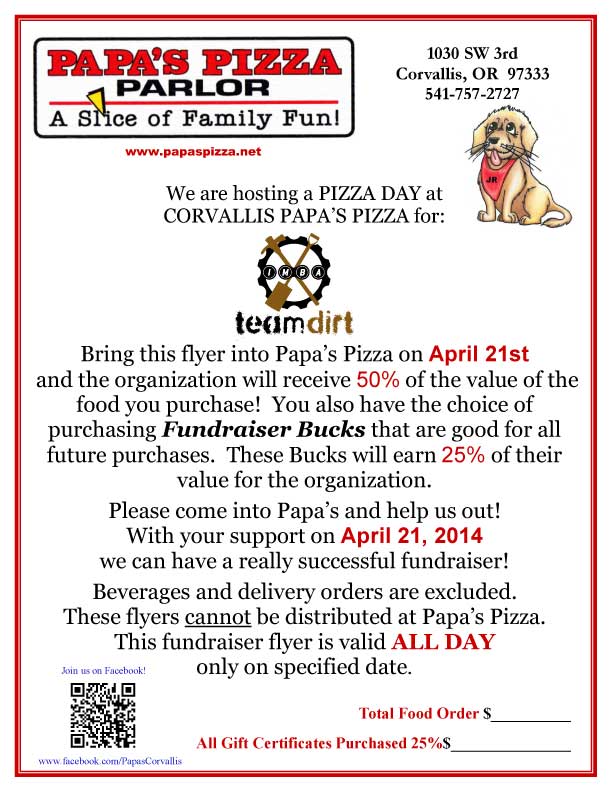 PAPA'S PIZZA
PARLOR
A Slice of Family Fun!
www.papaspizza.net
1030 SW 3rd
Corvallis, OR 97333
541-757-2727
JR
We are hosting a PIZZA DAY at
CORVALLIS PAPA'S PIZZA for:
IMBA
teamdirt
Bring this flyer into Papa's Pizza on April 21st
and the organization will receive 50% of the value of the
food you purchase! You also have the choice of
purchasing Fundraiser Bucks that are good for all
future purchases. These Bucks will earn 25% of their
value for the organization.
Please come into Papa's and help us out!
With your support on April 21, 2014
we can have a really successful fundraiser!
Beverages and delivery orders are excluded.
These flyers cannot be distributed at Papa's Pizza.
This fundraiser flyer is valid ALL DAY
only on specified date.
Join us on Facebook!
www.facebook.com/PapasCorvallis
Total Food Order $__________
All Gift Certificates Purchased 25%$_______________